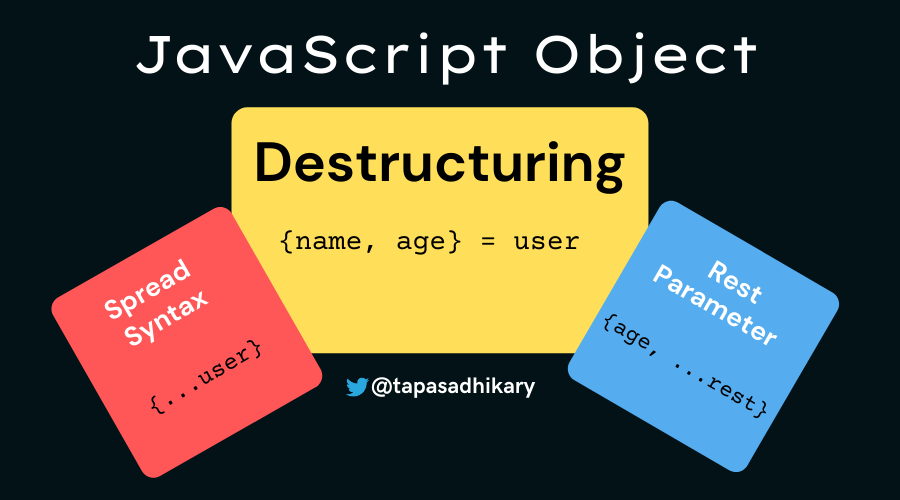 JavaScript Object
Destructuring
{name, age} = user
Spread
Syntax
{...user}
Rest
Parameter
{age, ...rest}
@tapasadhikary